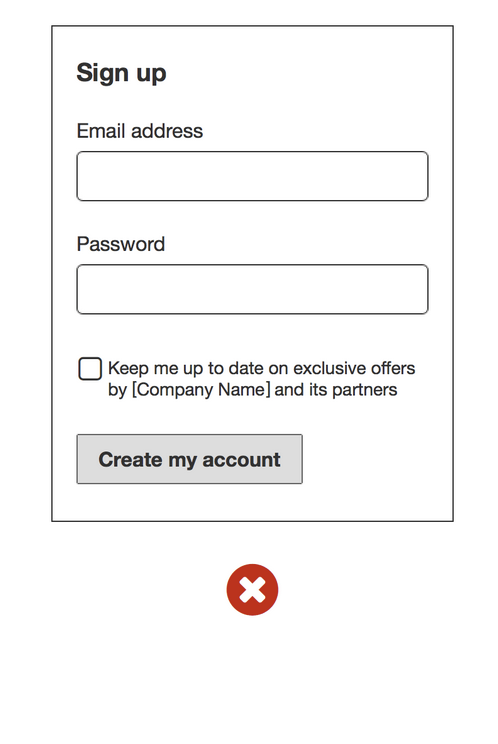 Sign up
Email address
Password
Keep me up to date on exclusive offers
by [Company Name] and its partners
Create my account